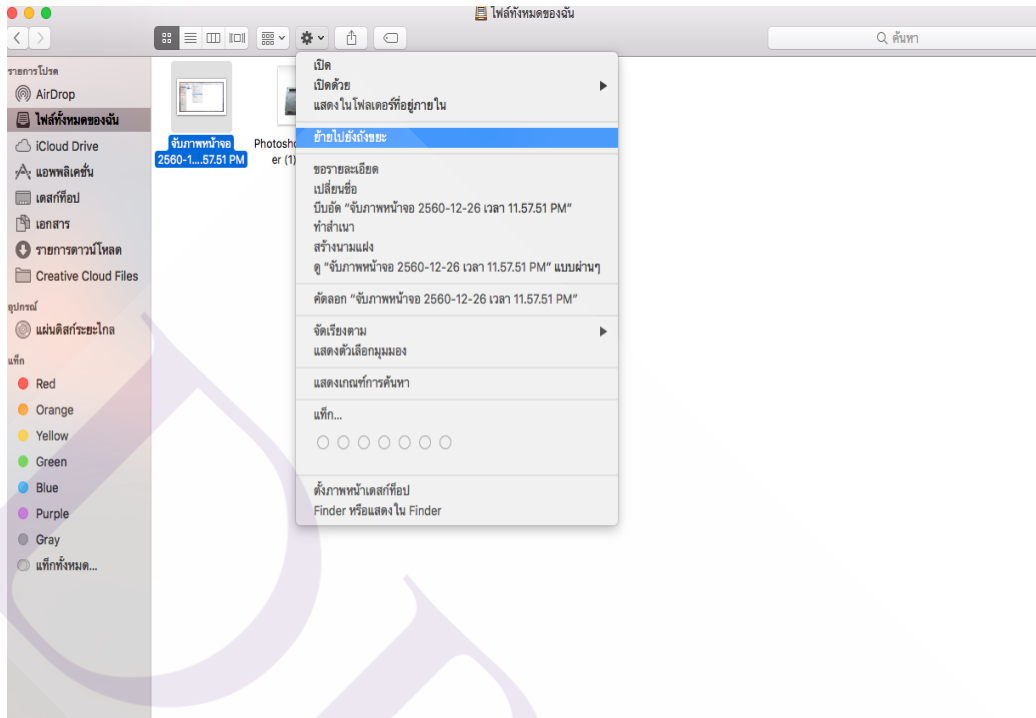 ไฟล์ทั้งหมดของฉัน
ค้นหา
รายการโปรด
AirDrop
ไฟล์ทั้งหมดของฉัน
iCloud Drive
แอพพลิเคชั่น
เดสก์ท็อป
เอกสาร
รายการดาวน์โหลด
Creative Cloud Files
อุปกรณ์
แผ่นดิสก์ระยะไกล
แท็ก
Red
Orange
Yellow
Green
Blue
Purple
Gray
แท็กทั้งหมด...
จับภาพหน้าจอ
2560-1....57.51 PM
er (1)
เปิด
เปิดด้วย
แสดงในโฟลเดอร์ที่อยู่ภายใน
ย้ายไปยังถังขยะ
ขอรายละเอียด
เปลี่ยนชื่อ
บีบอัด “จับภาพหน้าจอ 2560-12-26 เวลา 11.57.51 PM”
ทำสำเนา
สร้างนามแฝง
ดู “จับภาพหน้าจอ 2560-12-26 เวลา 11.57.51 PM” แบบผ่านๆ
คัดลอก “จับภาพหน้าจอ 2560-12-26 เวลา 11.57.51 PM”
จัดเรียงตาม
แสดงตัวเลือกมุมมอง
แสดงเกณฑ์การค้นหา
แท็ก...
ตั้งภาพหน้าเดสก์ท็อป
Finder หรือแสดงใน Finder